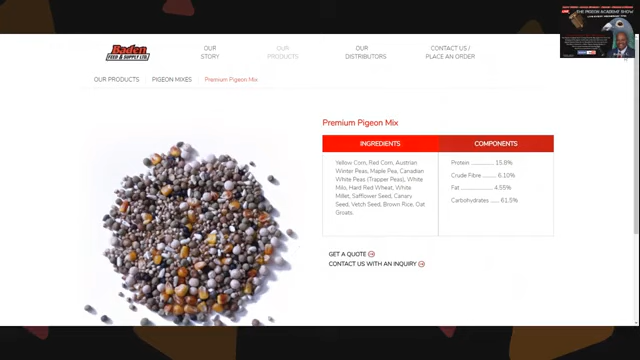 THE PIGEON ACADEMY SHOW
Baden
FEED & SUPPLY LTD.
OUR
STORY
OUR
PRODUCTS
OUR
DISTRIBUTORS
CONTACT US /
PLACE AN ORDER
OUR PRODUCTS
PIGEON MIXES
Premium Pigeon Mix
Premium Pigeon Mix
INGREDIENTS
Yellow Corn, Red Corn, Austrian
Winter Peas, Maple Pea, Canadian
White Peas (Trapper Peas), White
Milo, Hard Red Wheat, White
Millet, Safflower Seed, Canary
Seed, Vetch Seed, Brown Rice, Oat
Groats.
COMPONENTS
Protein ................ 15.8%
Crude Fibre ......... 6.10%
Fat ...................... 4.55%
Carbohydrates ... 61.5%
GET A QUOTE
CONTACT US WITH AN INQUIRY